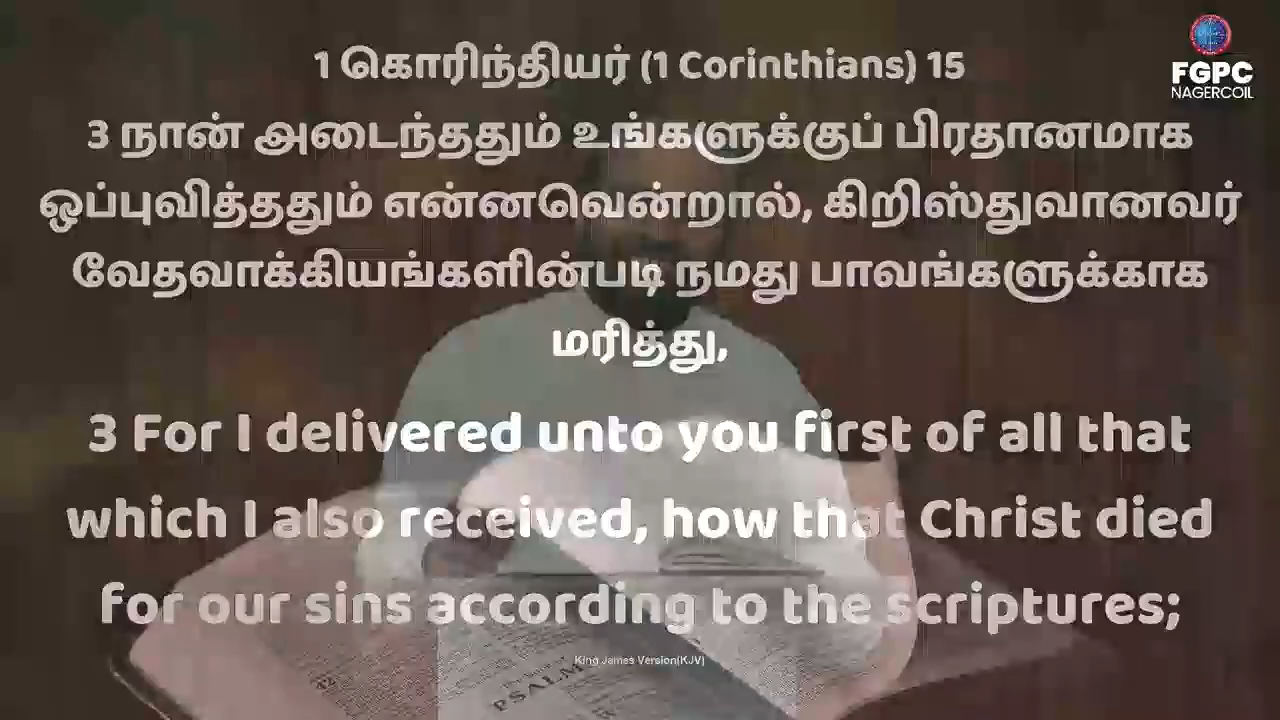 1 கொரிந்தியர் (1 Corinthians) 15
FGPC
NAGERCOIL
3 நான் அடைந்ததும் உங்களுக்குப் பிரதானமாக
ஒப்புவித்ததும் என்னவென்றால், கிறிஸ்துவானவர்
வேதவாக்கியங்களின்படி நமது பாவங்களுக்காக
மரித்து,
3 For I delivered unto you first of all that
which I also received, how that Christ died
for our sins according to the scriptures;
King James Version(KJV)
PSALM